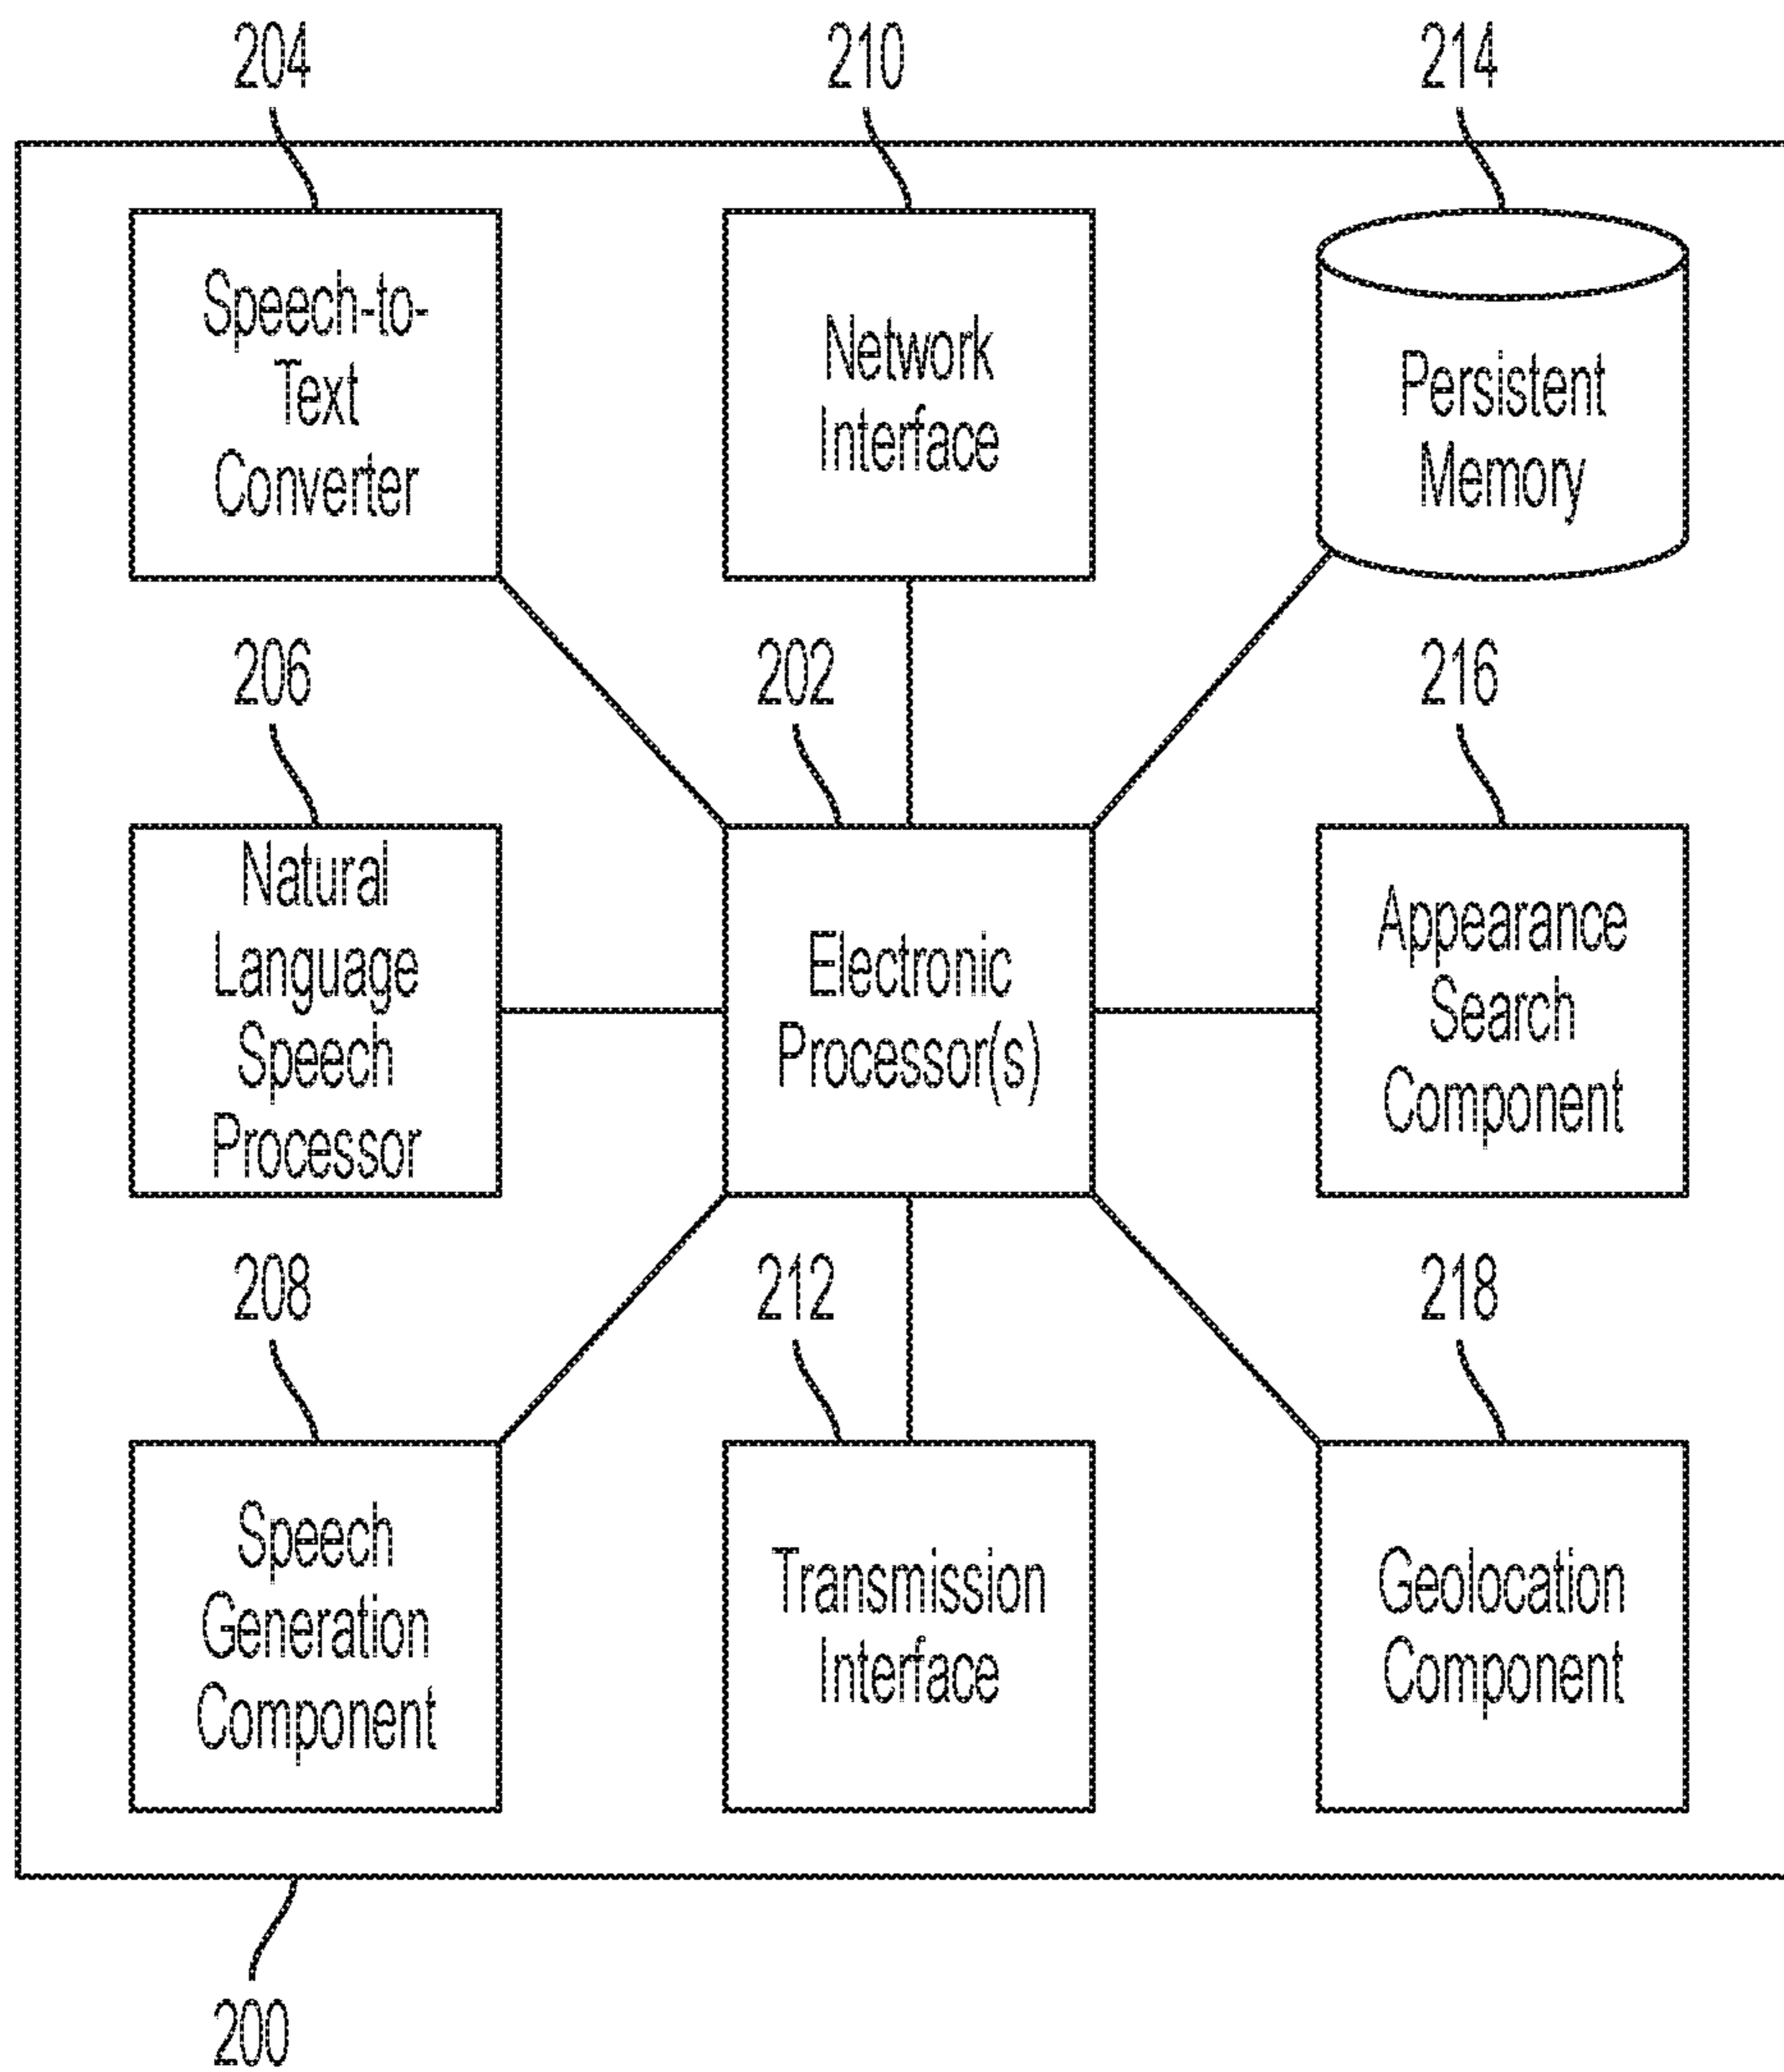 204
210
214
Speech-to-
Text
Converter
Network
Interface
Persistent
Memory
206
202
216
Natural
Language
Speech
Processor
Electronic
Processor(s)
Appearance
Search
Component
208
212
218
Speech
Generation
Component
Transmission
Interface
Geolocation
Component
200